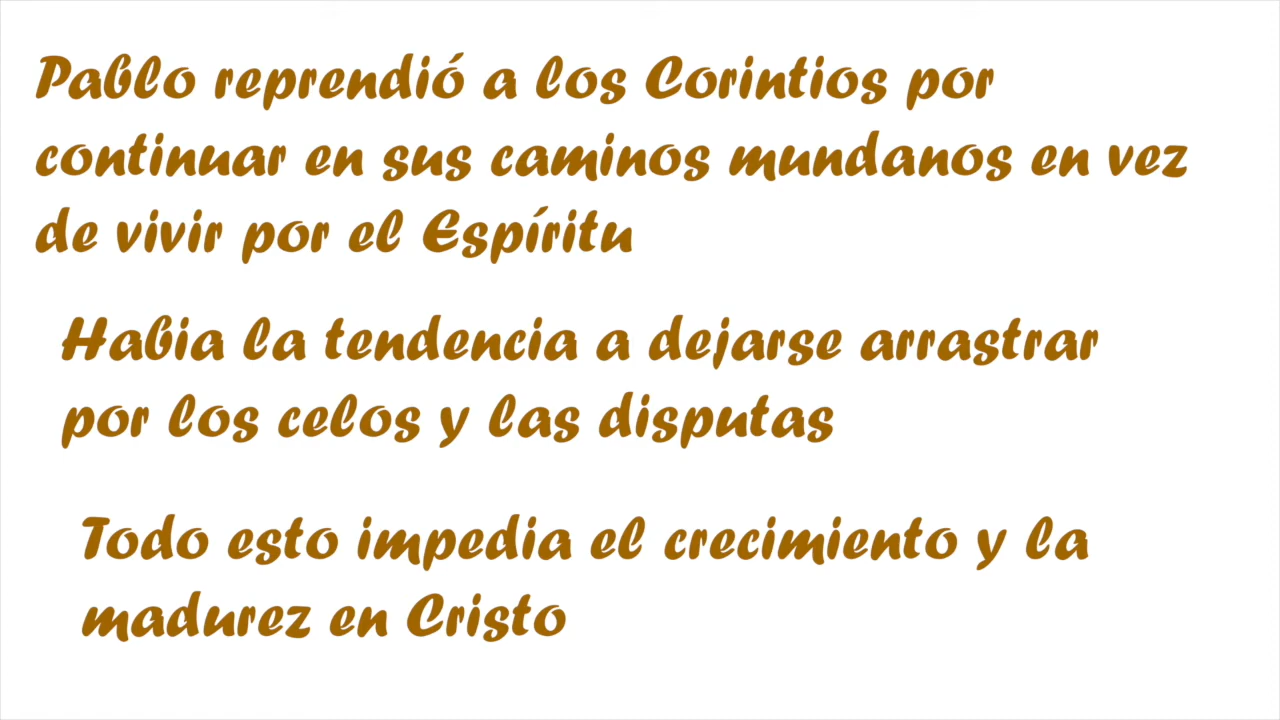 Pablo reprendió a los Corintios por
continuar en sus caminos mundanos en vez
de vivir por el Espíritu
Habia la tendencia a dejarse arrastrar
por los celos y las disputas
Todo esto impedia el crecimiento y la
madurez en Cristo